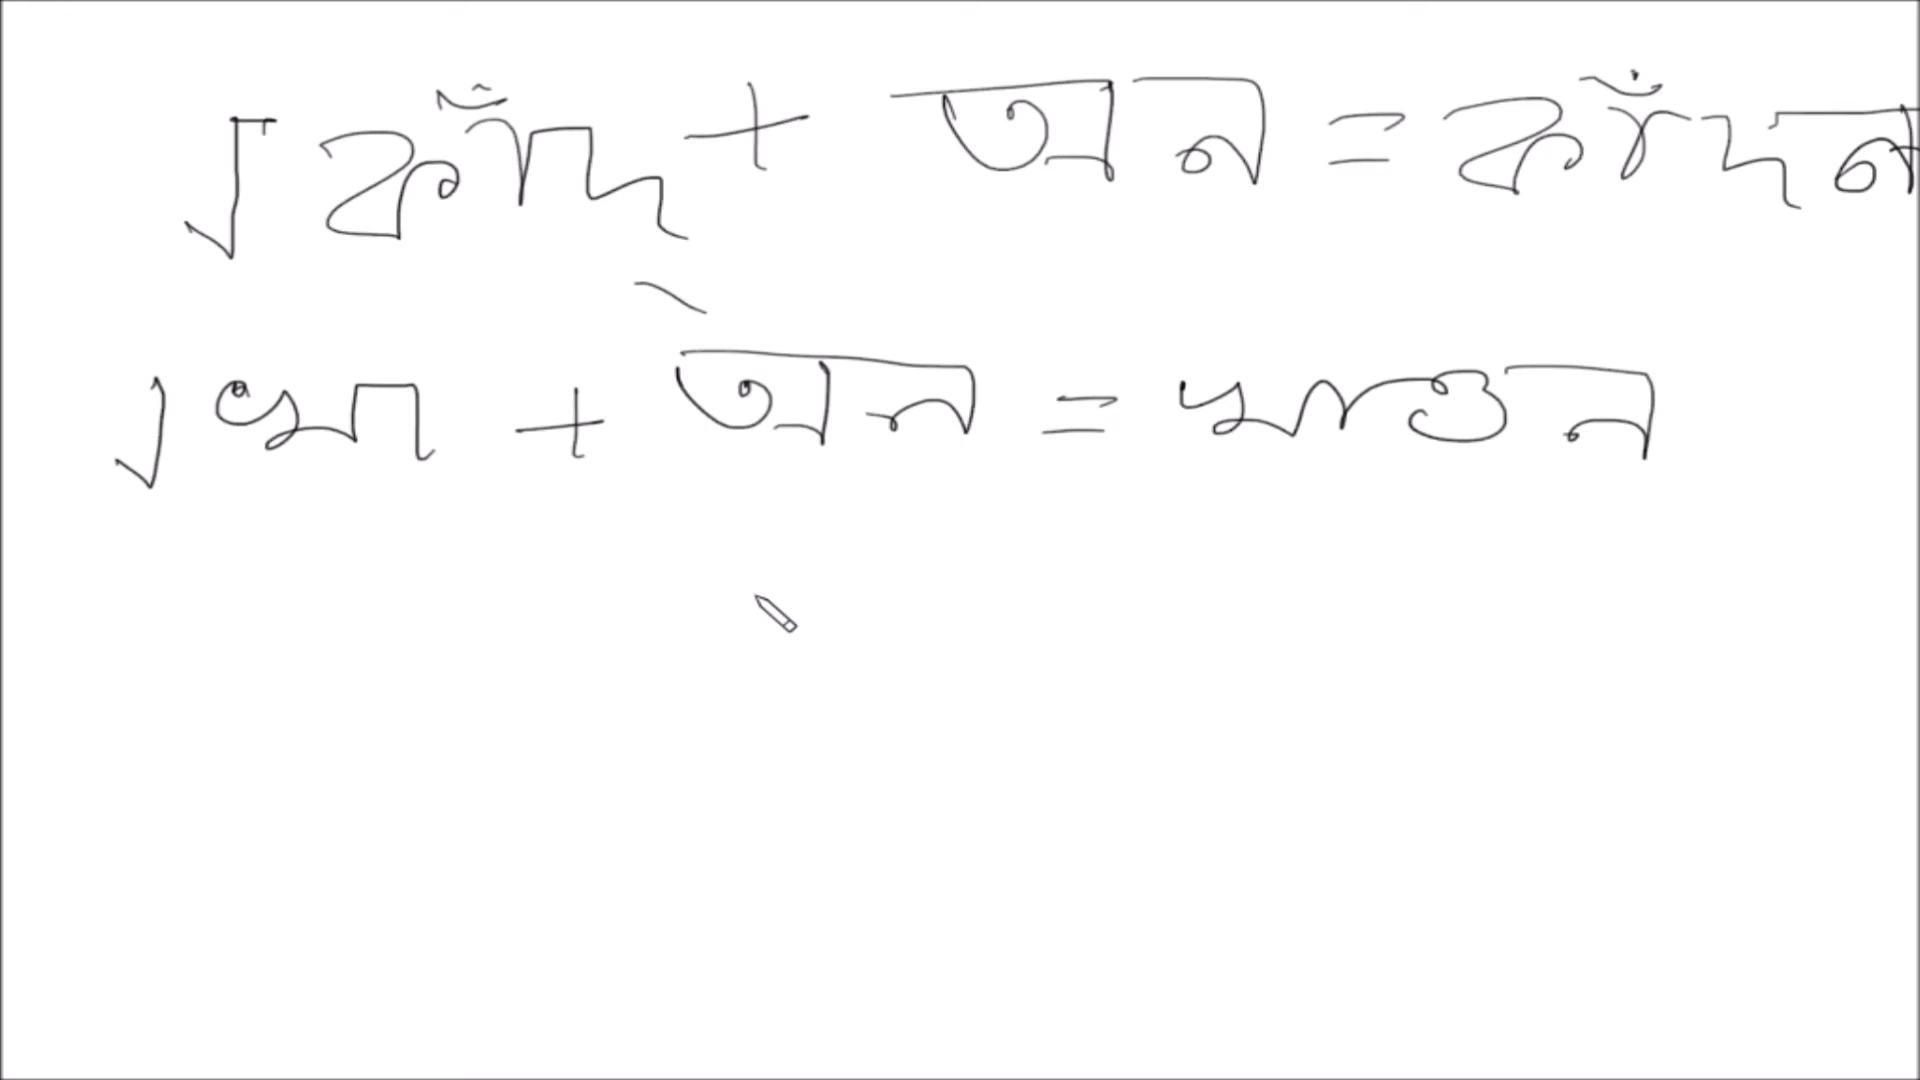 √কাঁদ + অন = কাঁদন
√খা + অন = খাওন